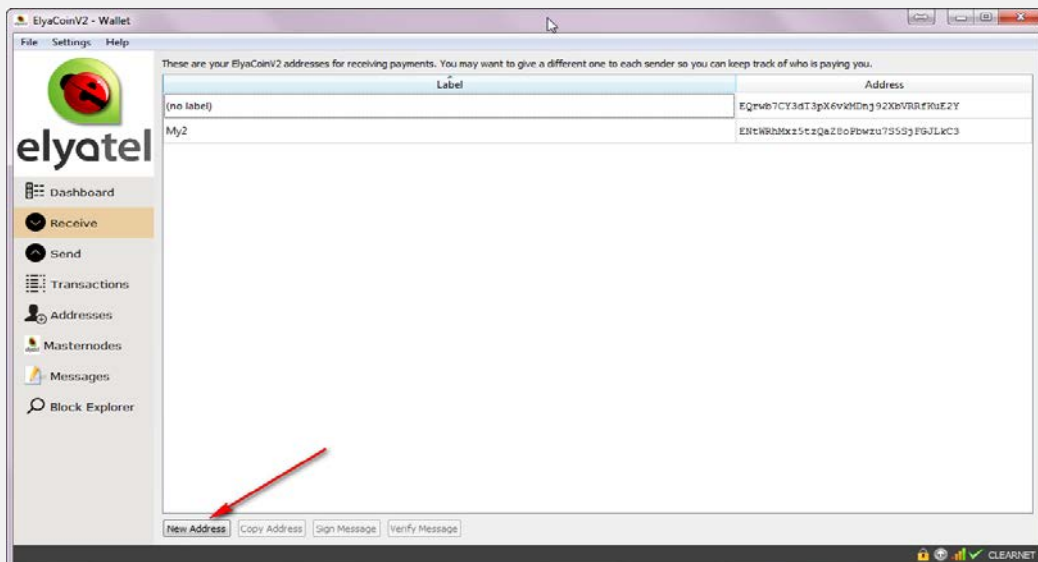 ElyaCoinV2 - Wallet
File Settings Help
These are your ElyaCoinV2 addresses for receiving payments. You may want to give a different one to each sender so you can keep track of who is paying you.
Label Address
(no label)
My2
elyatel
Dashboard
Receive
Send
Transactions
Addresses
Masternodes
Messages
Block Explorer
New Address Copy Address Sign Message Verify Message
CLEARNET